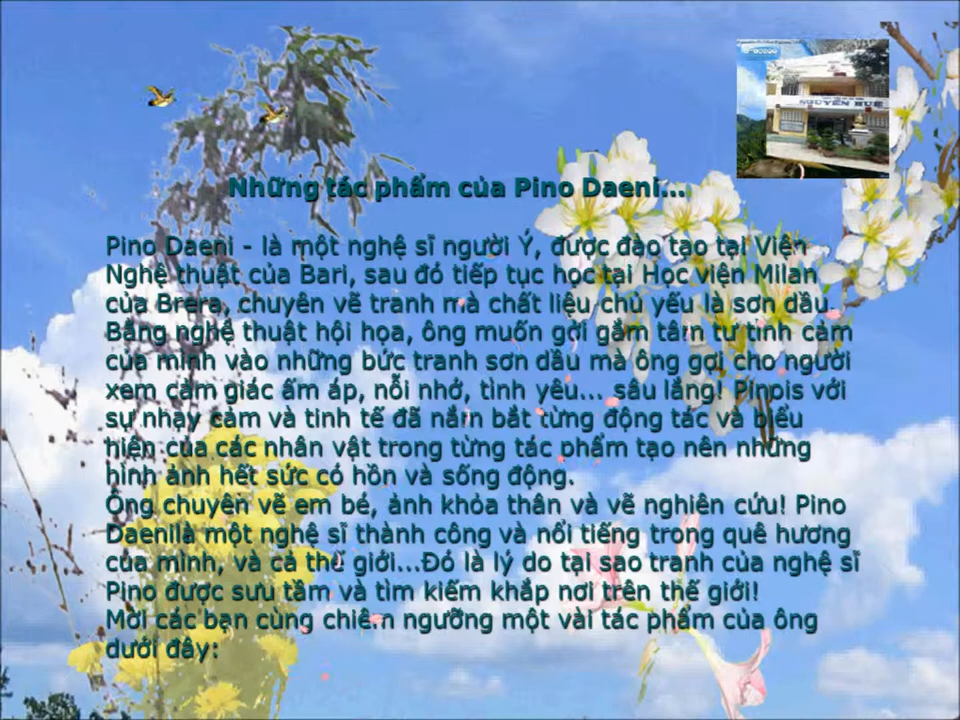 NGUYEN HUE
Những tác phẩm của Pino Daeni...
Pino Daeni - là một nghệ sĩ người Ý, được đào tạo tại Viện
Nghệ thuật của Bari, sau đó tiếp tục học tại Học viện Milan
của Brera, chuyên vẽ tranh mà chất liệu chủ yếu là sơn dầu.
Bằng nghệ thuật hội họa, ông muốn gởi gắm tâm tư tình cảm
của mình vào những bức tranh sơn dầu mà ông gợi cho người
xem cảm giác ấm áp, nỗi nhớ, tình yêu... sâu lắng! Pinois với
sự nhạy cảm và tinh tế đã nắm bắt từng động tác và biểu
hiện của các nhân vật trong từng tác phẩm tạo nên những
hình ảnh hết sức có hồn và sống động.
Ông chuyên vẽ em bé, ảnh khỏa thân và vẽ nghiên cứu! Pino
Daenilà một nghệ sĩ thành công và nổi tiếng trong quê hương
của mình, và cả thế giới...Đó là lý do tại sao tranh của nghệ sĩ
Pino được sưu tầm và tìm kiếm khắp nơi trên thế giới!
Mời các bạn cùng chiêm ngưỡng một vài tác phẩm của ông
dưới đây: